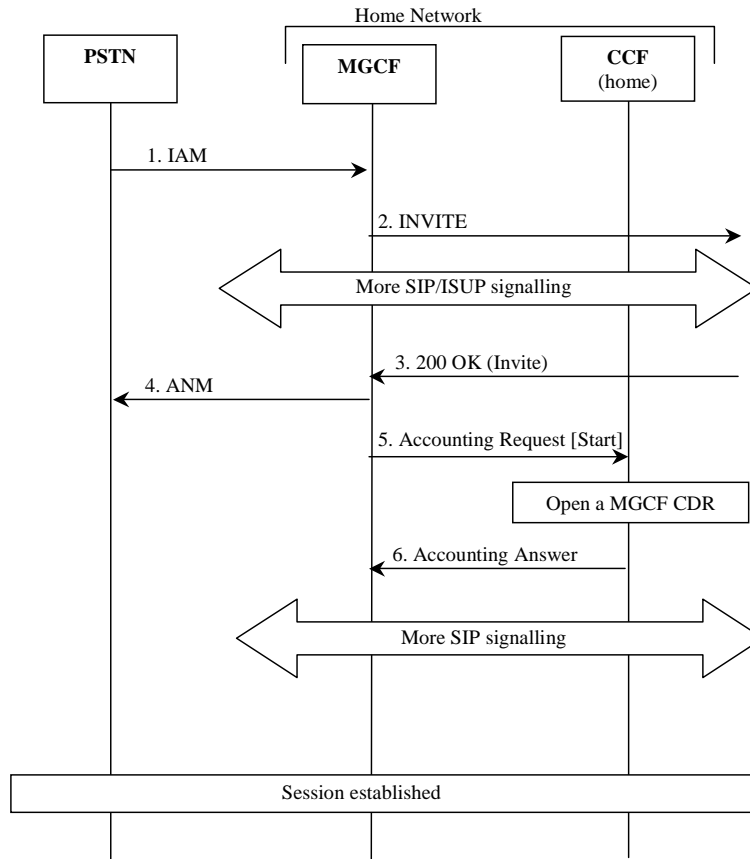 Home Network
PSTN
MGCF
CCF
(home)
1. IAM
2. INVITE
More SIP/ISUP signalling
3. 200 OK (Invite)
4. ANM
5. Accounting Request [Start]
Open a MGCF CDR
6. Accounting Answer
More SIP signalling
Session established